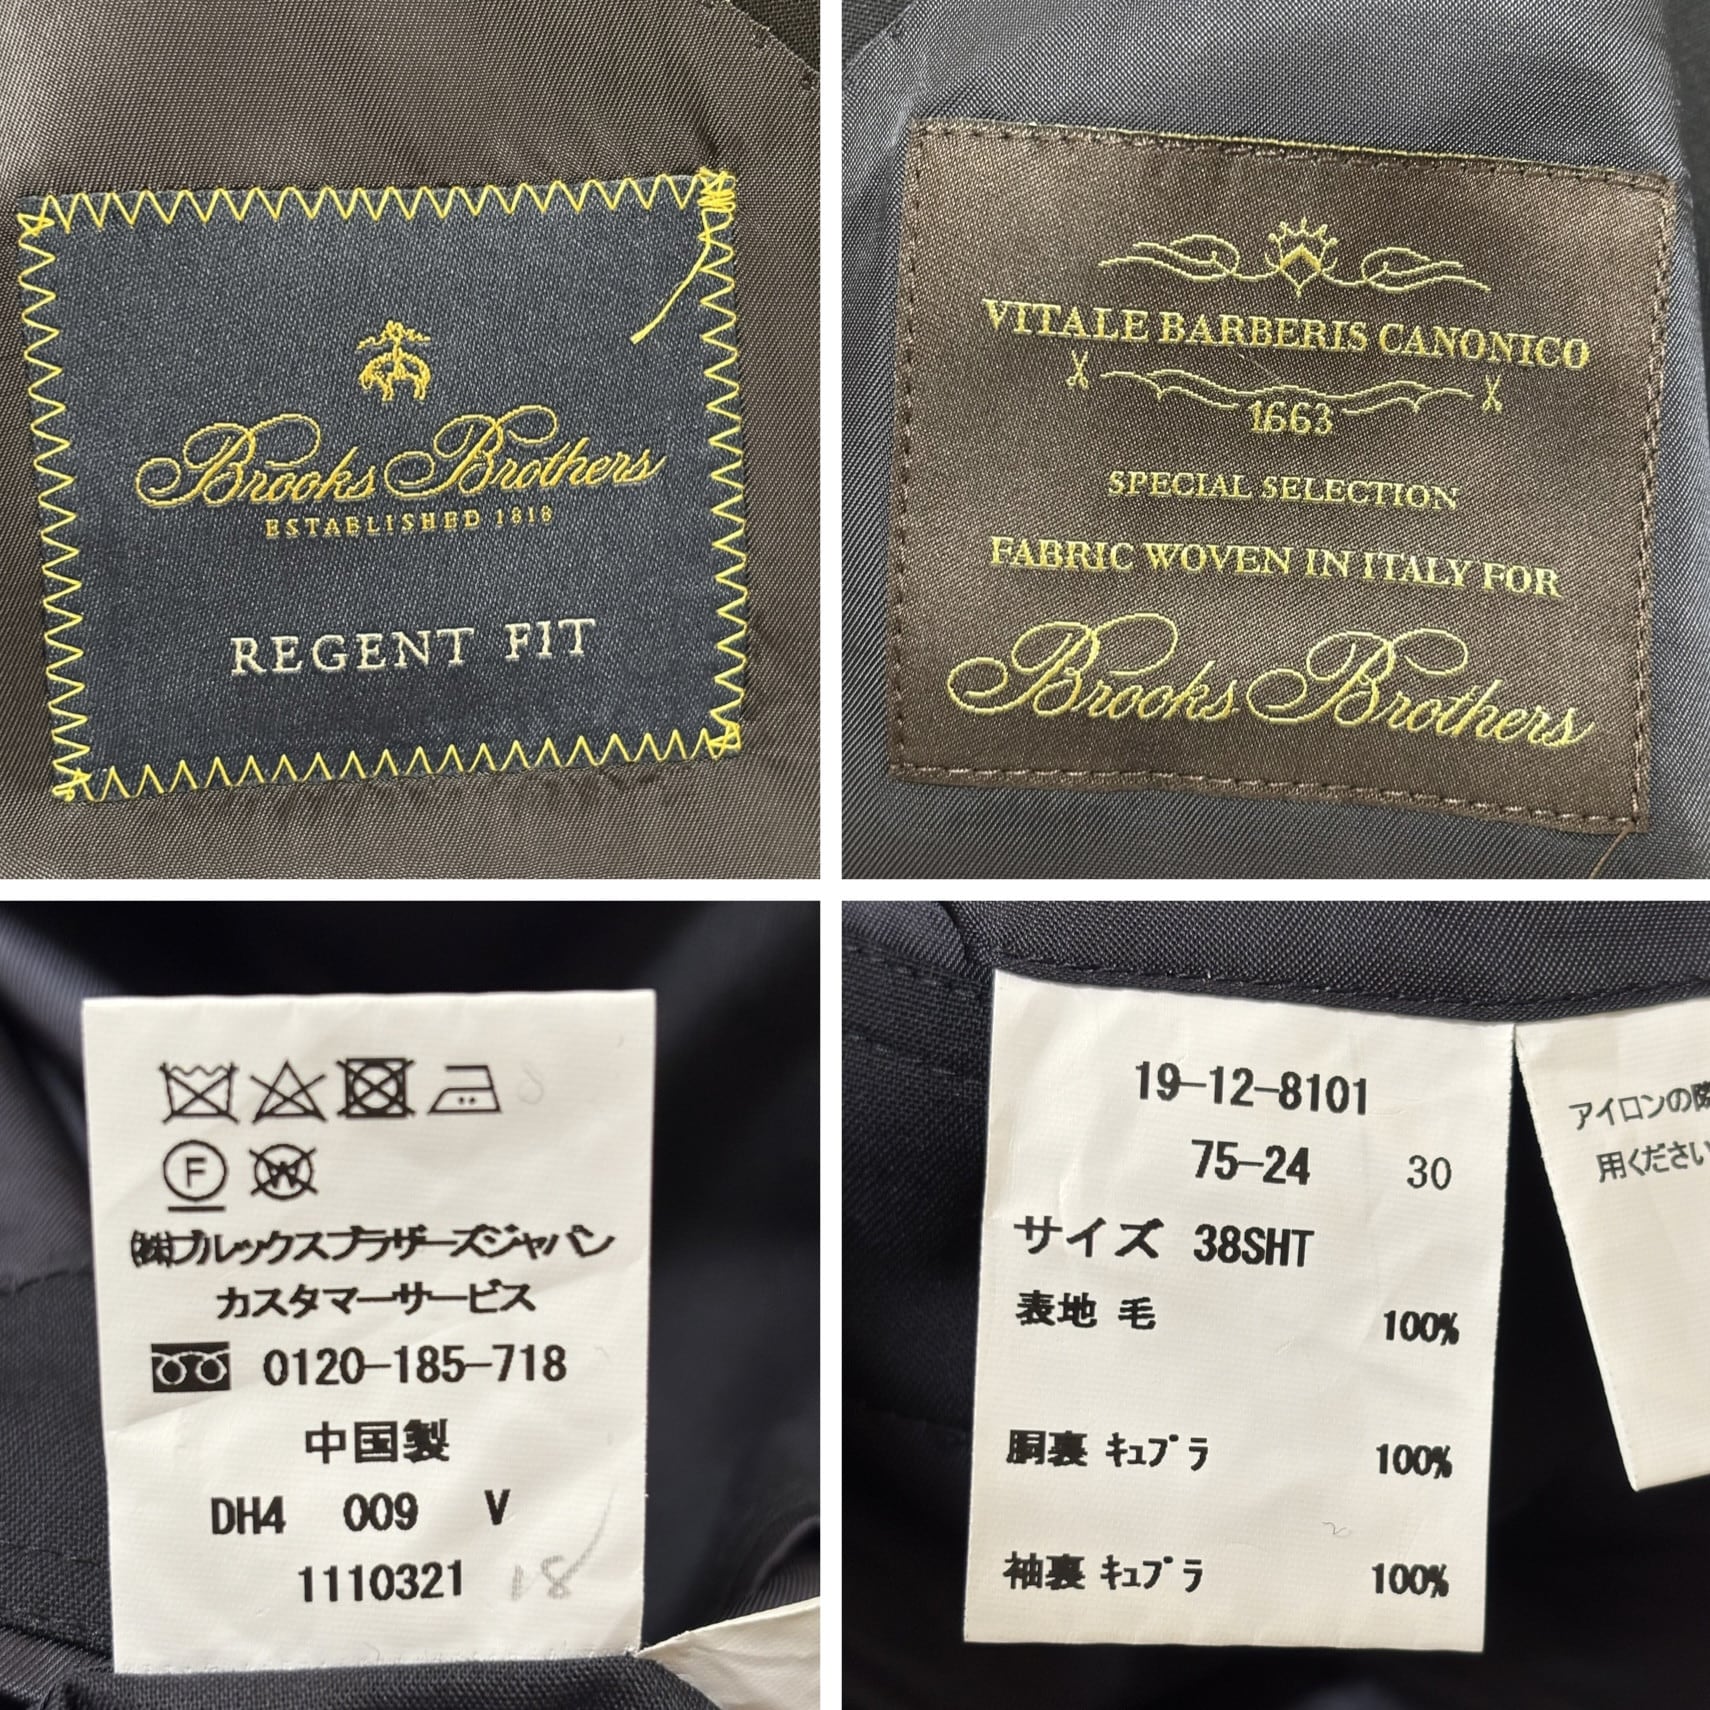 Brooks Brothers
ESTABLISHED 1818
REGENT FIT
VITALE BARBERIS CANONICO
1663
SPECIAL SELECTION
FABRIC WOVEN IN ITALY FOR
Brooks Brothers
F W
(株)ブルックスブラザーズジャパン
カスタマーサービス
0120-185-718
中国製
DH4 009 V
1110321
18
19-12-8101
75-24 30
サイズ 38SHT
表地 毛 100%
胴裏 キュプラ 100%
袖裏 キュプラ 100%
アイロンの際
用ください